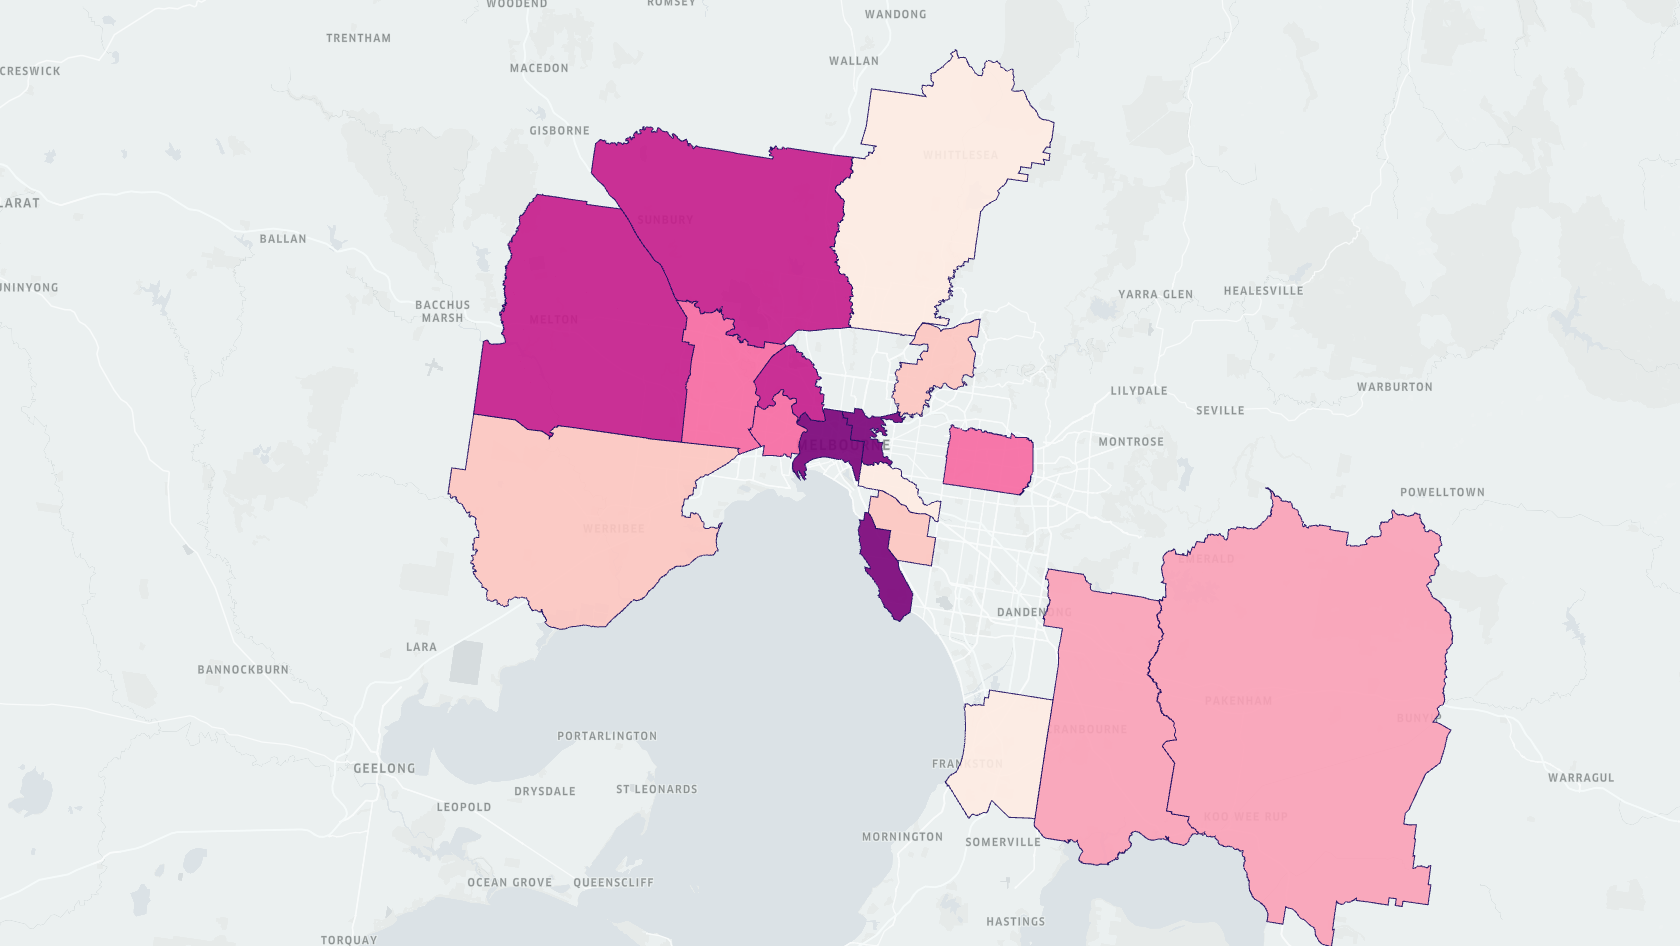 WOODEND
ROMSEY
WANDONG
TRENTHAM
WALLAN
MACEDON
CRESWICK
GISBORNE
WHITTLESEA
LARAT
SUNBURY
BALLAN
UNINYONG
YARRA GLEN
HEALESVILLE
BACCHUS
MARSH
MELTON
WARBURTON
LILYDALE
SEVILLE
MELBOURNE
MONTROSE
POWELLTOWN
WERRIBEE
EMERALD
DANDENONG
LARA
BANNOCKBURN
PAKENHAM
BUNYIP
CRANBOURNE
PORTARLINGTON
GEELONG
FRANKSTON
WARRAGUL
DRYSDALE
ST LEONARDS
LEOPOLD
KOO WEE RUP
MORNINGTON
SOMERVILLE
OCEAN GROVE
QUEENSCLIFF
HASTINGS
TORQUAY